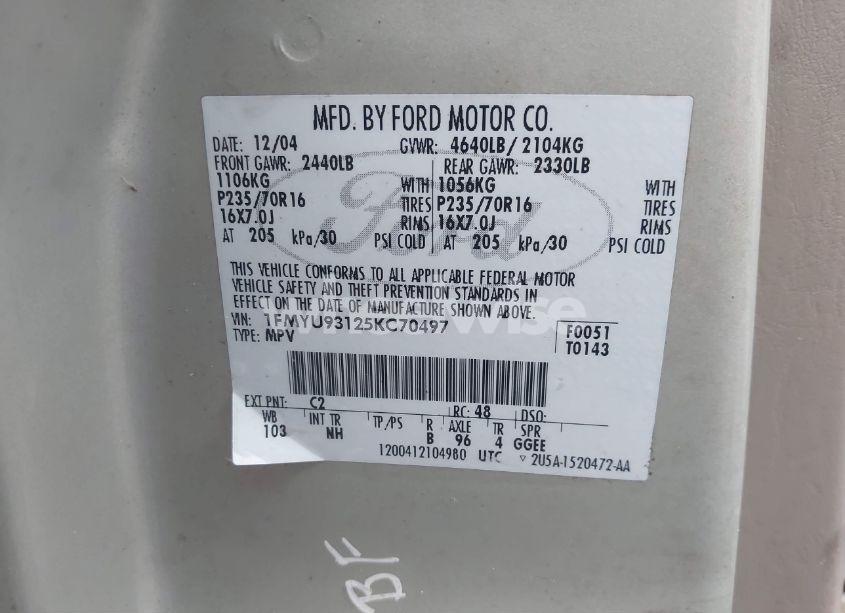 MFD. BY FORD MOTOR CO.
DATE: 12/04 GVWR: 4640LB/ 2104KG
FRONT GAWR: 2440LB REAR GAWR: 2330LB
1106KG WITH 1056KG WITH
P235/70R16 TIRES P235/70R16 TIRES
16X7.0J RIMS 16X7.0J RIMS
AT 205 kPa/30 PSI COLD AT 205 kPa/30 PSI COLD
Ford
THIS VEHICLE CONFORMS TO ALL APPLICABLE FEDERAL MOTOR
VEHICLE SAFETY AND THEFT PREVENTION STANDARDS IN
EFFECT ON THE DATE OF MANUFACTURE SHOWN ABOVE.
VIN: 1FMYU93125KC70497 F0051
TYPE: MPV T0143
EXT PNT: C2 RC: 48 DSO:
WB INT TR TP/PS R AXLE TR SPR
103 NH B 96 4 GGEE
1200412104980 UTC ▽ 2U5A-1520472-AA
BF